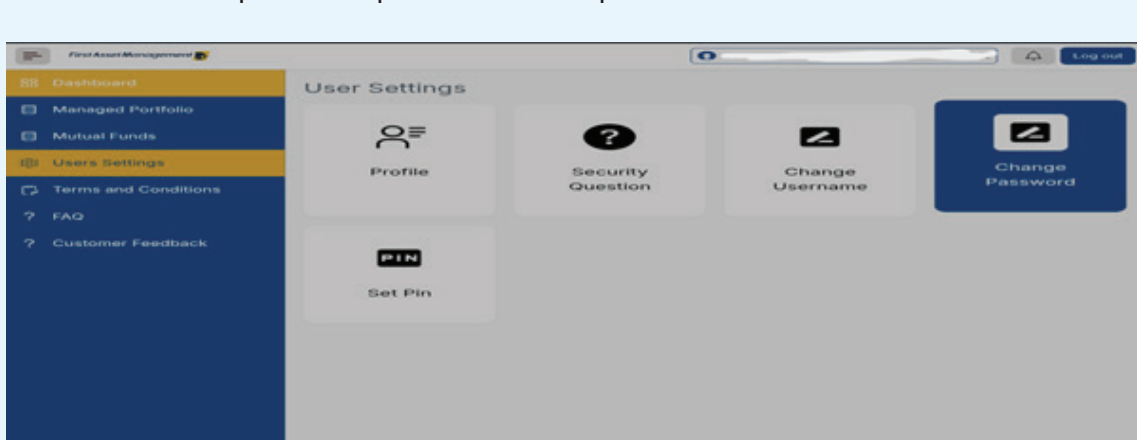 First Asset Management
Log out
Dashboard
Managed Portfolio
Mutual Funds
Users Settings
Terms and Conditions
? FAQ
? Customer Feedback
User Settings
Profile
?
Security
Question
Change
Username
Change
Password
PIN
Set Pin